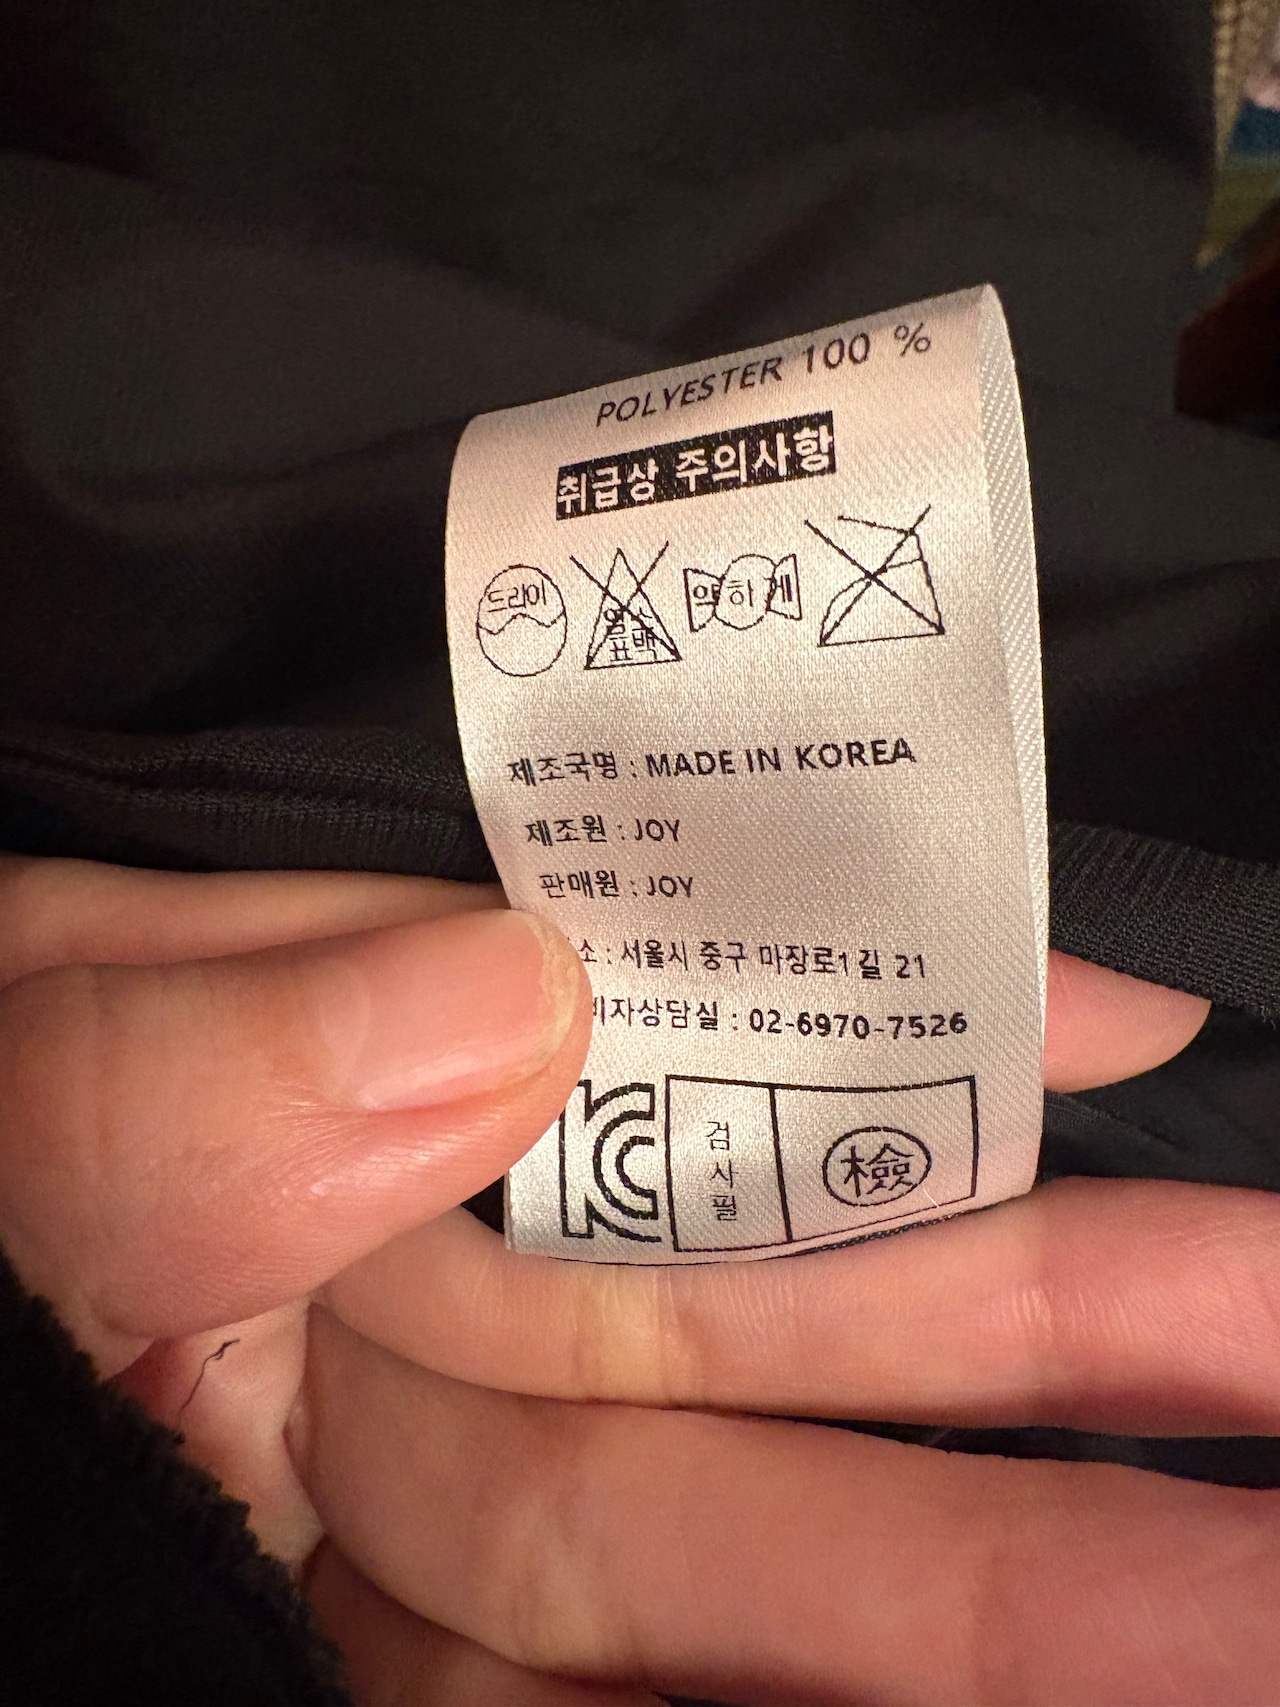 POLYESTER 100 %
취급상 주의사항
드라이
염소
표백
약하게
제조국명 : MADE IN KOREA
제조원 : JOY
판매원 : JOY
소 : 서울시 중구 마장로1길 21
비자상담실 : 02-6970-7526
KC
검
사
필
檢